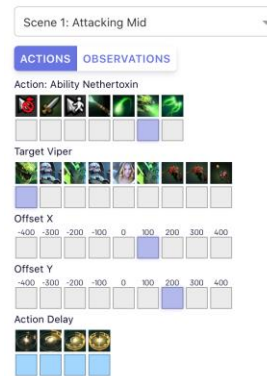 Scene 1: Attacking Mid
ACTIONS OBSERVATIONS
Action: Ability Nethertoxin
Target Viper
Offset X
-400 -300 -200 -100 0 100 200 300 400
Offset Y
-400 -300 -200 -100 0 100 200 300 400
Action Delay